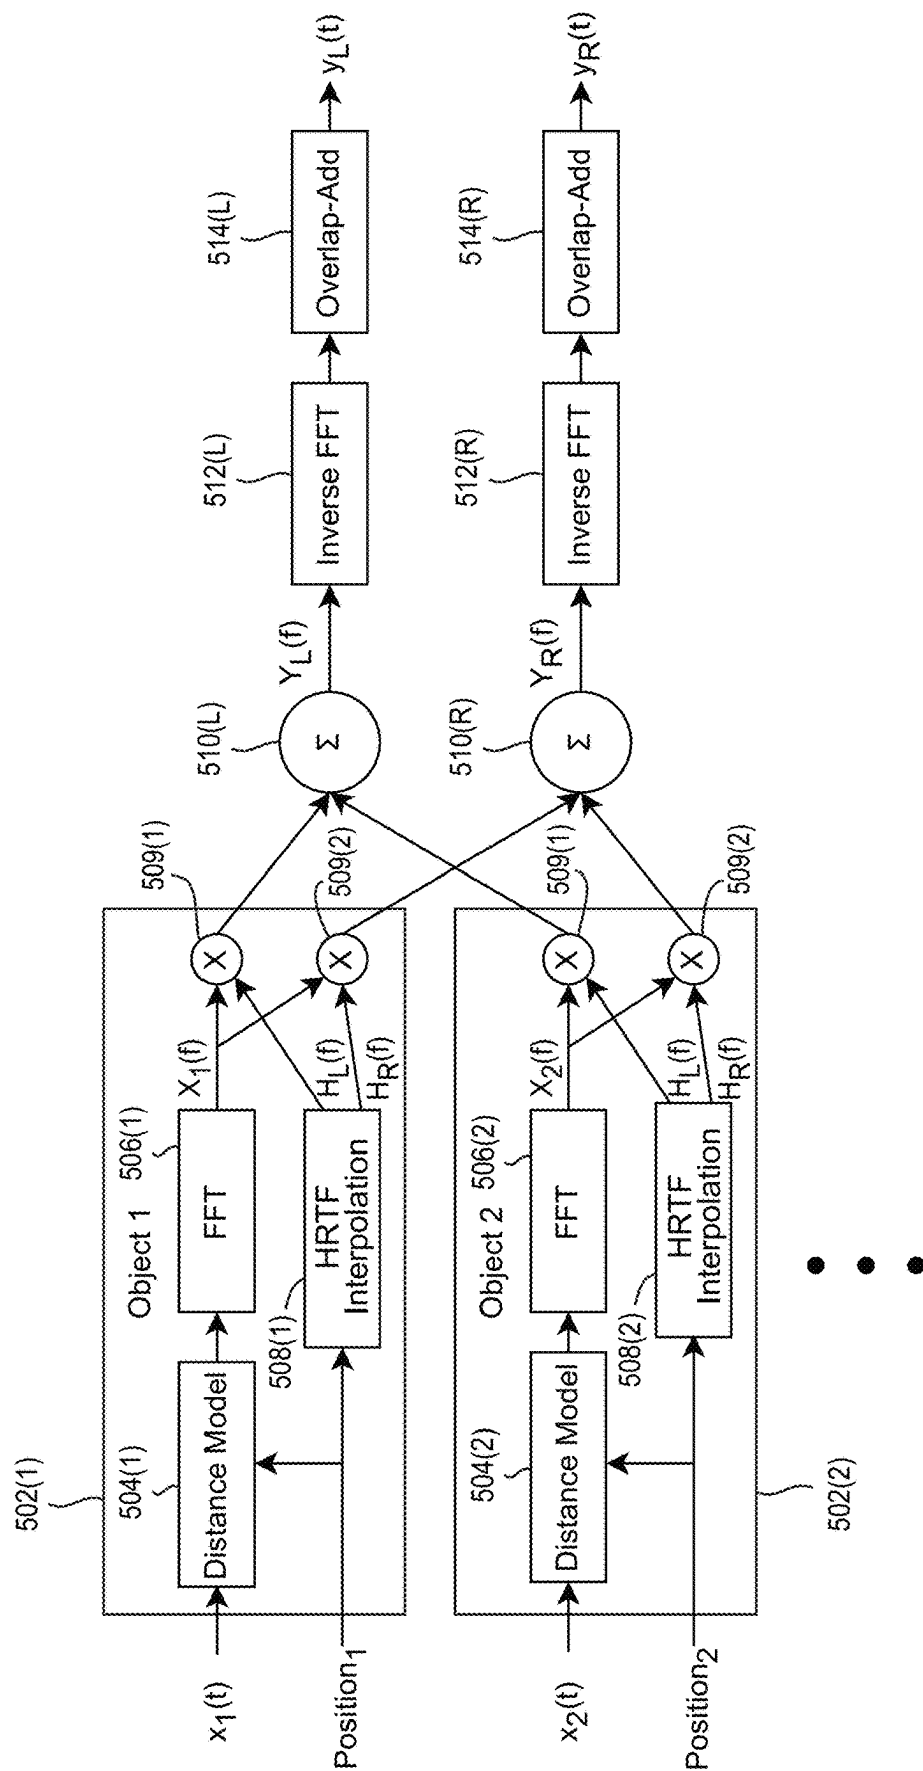 502(1)
504(1)
Object 1
506(1)
509(1)
510(L)
512(L)
514(L)
x1(t)
Distance Model
FFT
X1(f)
X
Σ
YL(f)
Inverse FFT
Overlap-Add
yL(t)
508(1)
HRTF
Interpolation
HL(f)
HR(f)
X
509(2)
Position1
504(2)
Object 2
506(2)
509(1)
510(R)
512(R)
514(R)
x2(t)
Distance Model
FFT
X2(f)
X
Σ
YR(f)
Inverse FFT
Overlap-Add
yR(t)
508(2)
HRTF
Interpolation
HL(f)
HR(f)
X
509(2)
Position2
502(2)